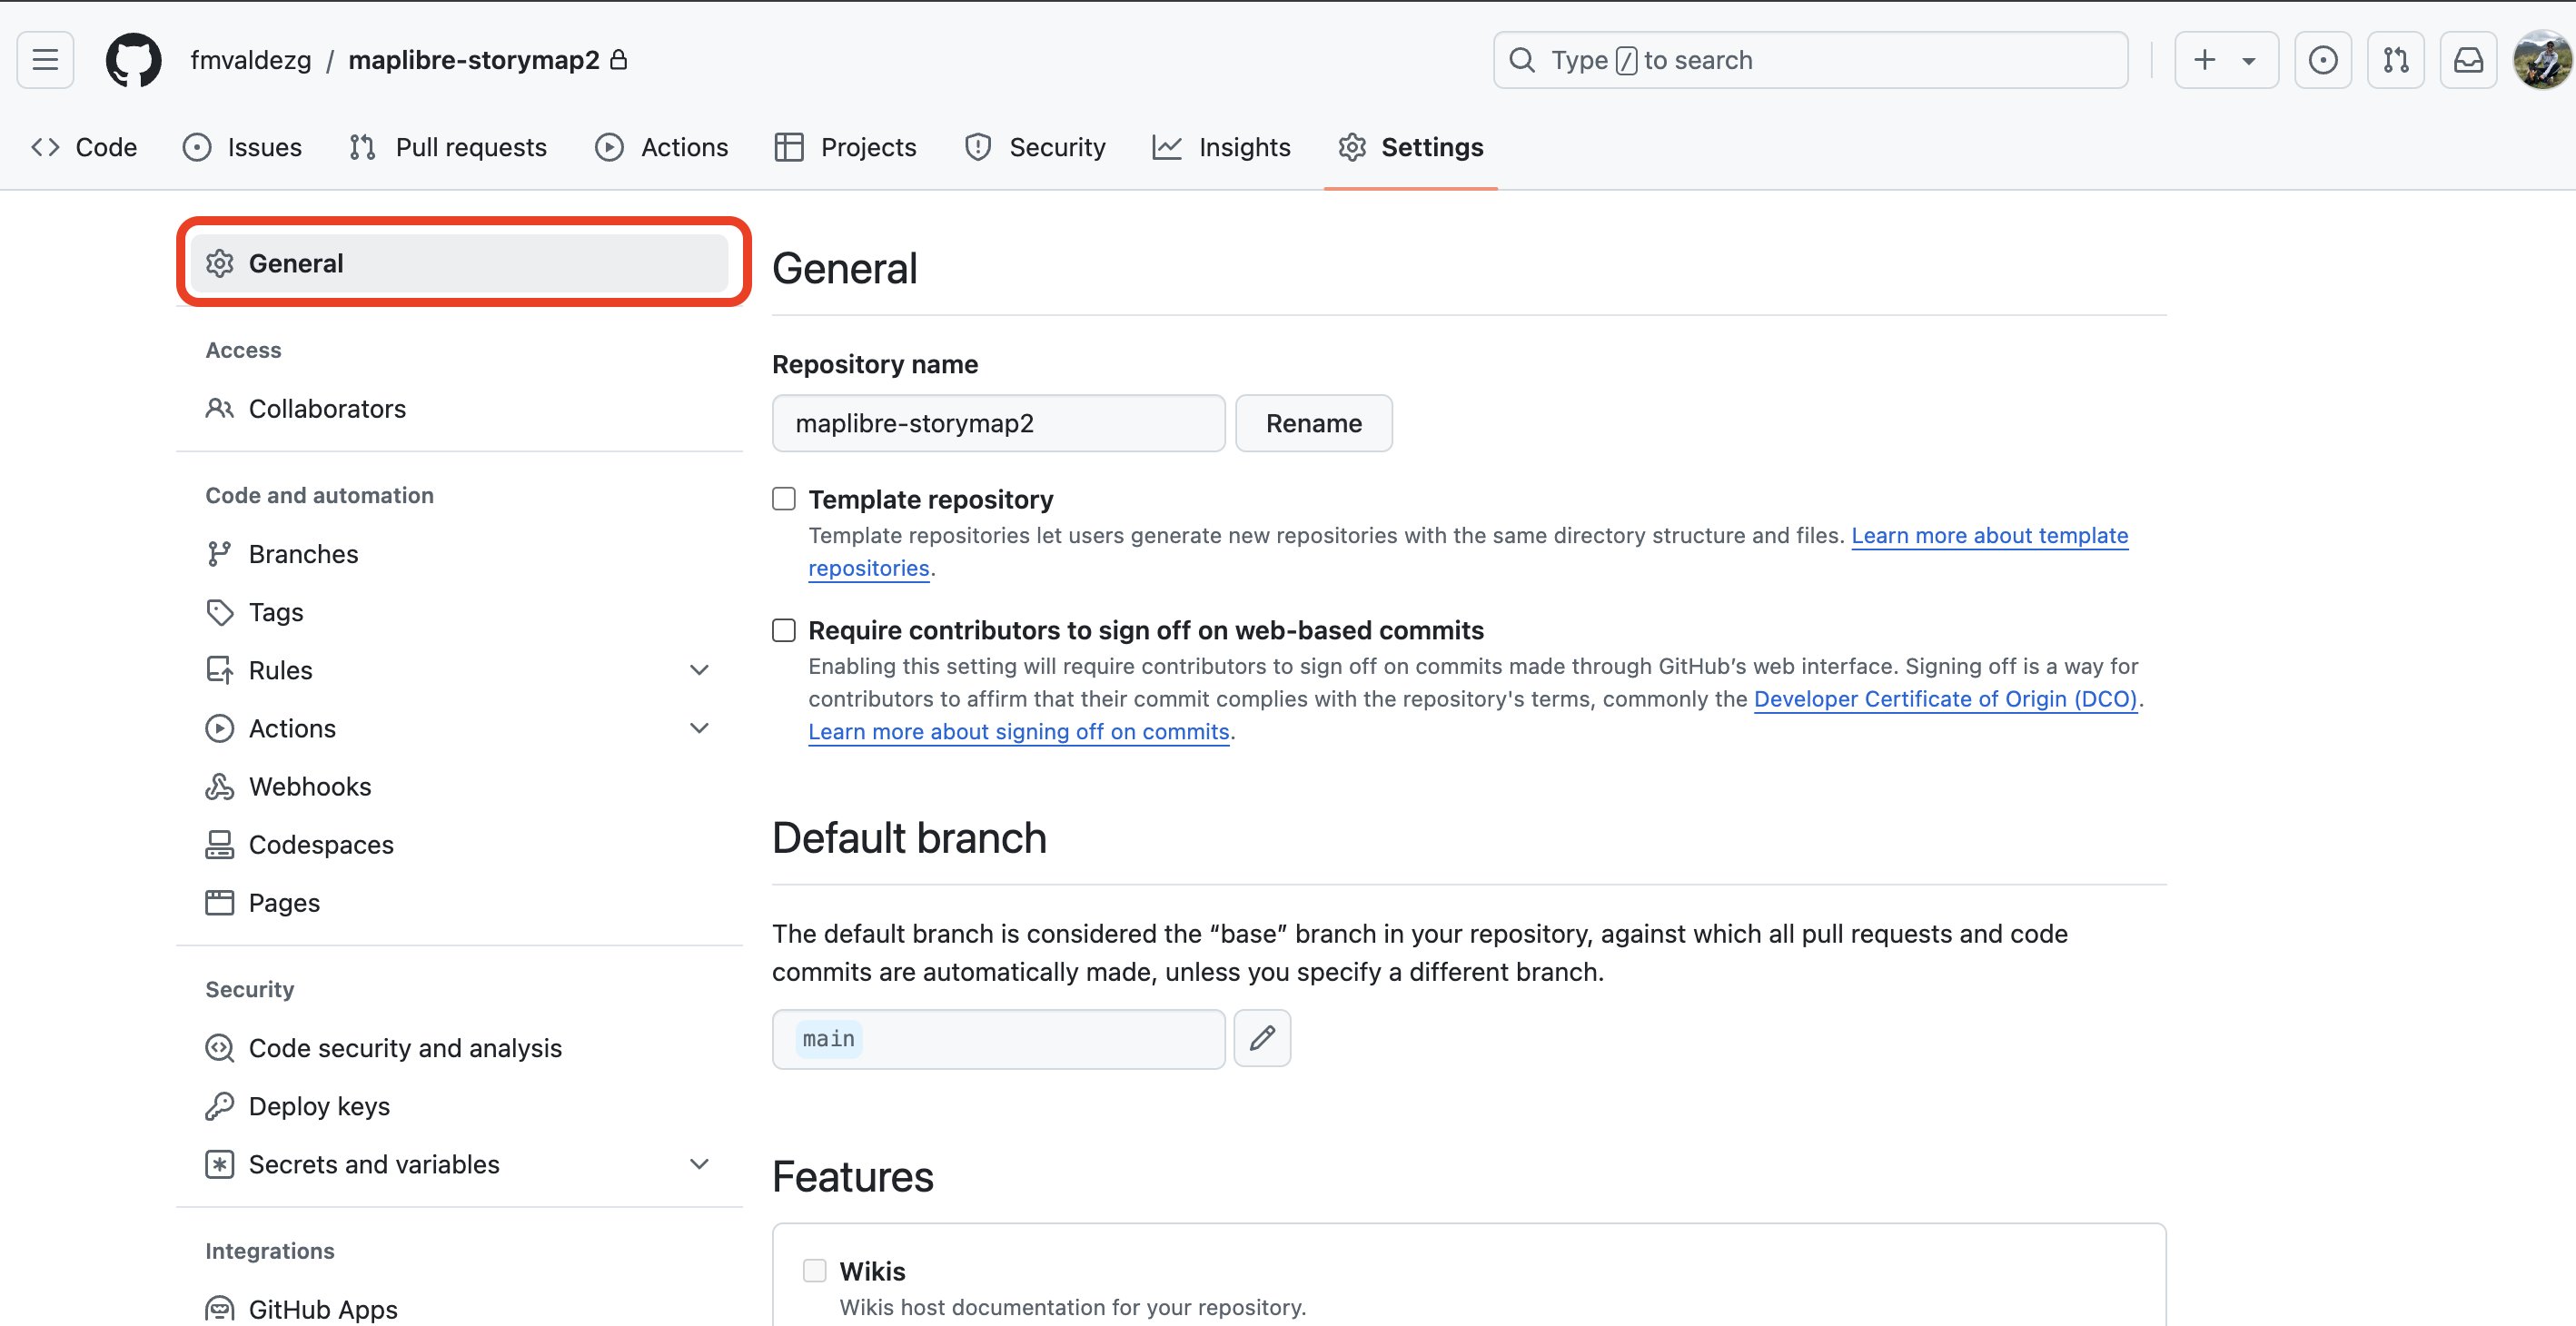 fmvaldezg / maplibre-storymap2
Type / to search
Code
Issues
Pull requests
Actions
Projects
Security
Insights
Settings
General
Access
Collaborators
Code and automation
Branches
Tags
Rules
Actions
Webhooks
Codespaces
Pages
Security
Code security and analysis
Deploy keys
Secrets and variables
Integrations
GitHub Apps
General
Repository name
maplibre-storymap2
Rename
Template repository
Template repositories let users generate new repositories with the same directory structure and files. Learn more about template
repositories.
Require contributors to sign off on web-based commits
Enabling this setting will require contributors to sign off on commits made through GitHub’s web interface. Signing off is a way for
contributors to affirm that their commit complies with the repository's terms, commonly the Developer Certificate of Origin (DCO).
Learn more about signing off on commits.
Default branch
The default branch is considered the “base” branch in your repository, against which all pull requests and code
commits are automatically made, unless you specify a different branch.
main
Features
Wikis
Wikis host documentation for your repository.